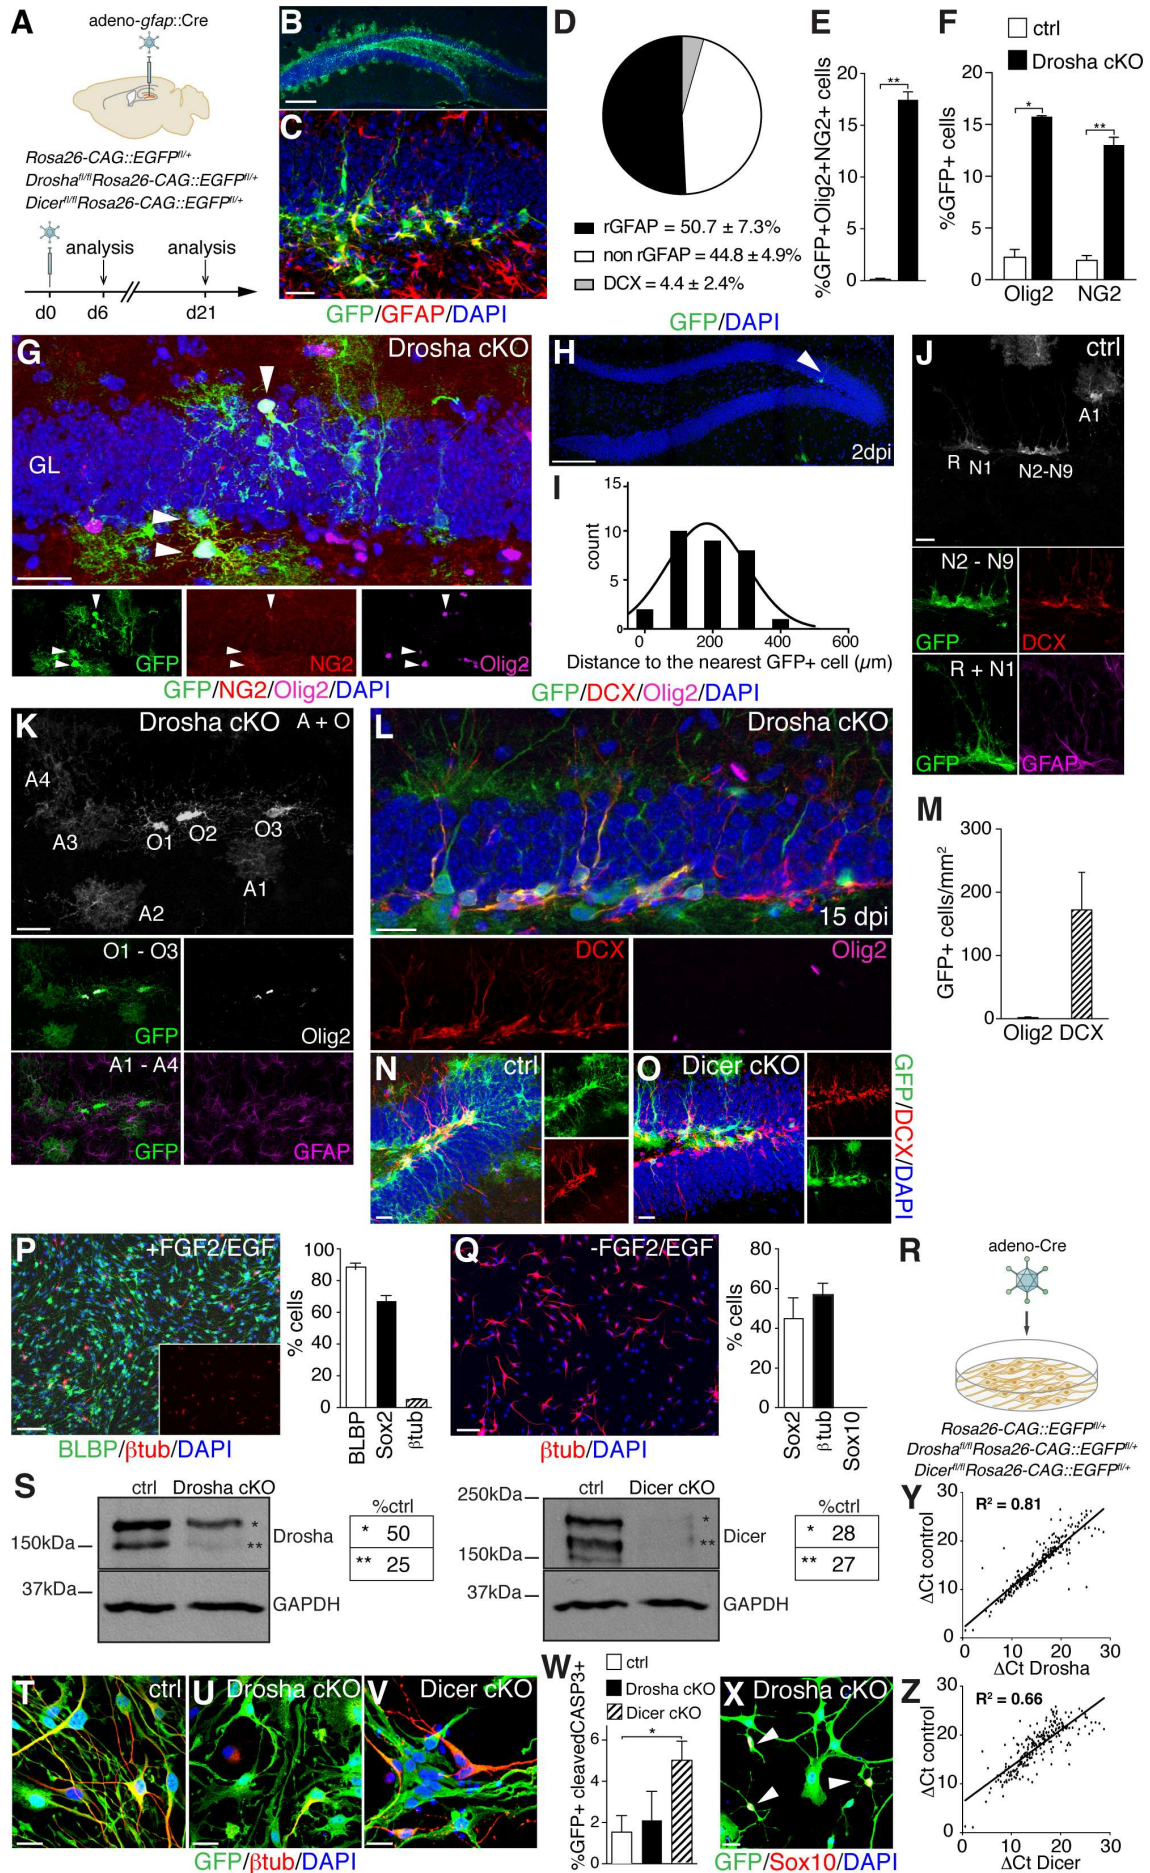 A
adeno-gfap::Cre
Rosa26-CAG::EGFPfl/+
Droshafl/flRosa26-CAG::EGFPfl/+
Dicerfl/flRosa26-CAG::EGFPfl/+
analysis analysis
d0 d6 d21
B
C
GFP/GFAP/DAPI
D
rGFAP = 50.7 ± 7.3%
non rGFAP = 44.8 ± 4.9%
DCX = 4.4 ± 2.4%
E
%GFP+Olig2+NG2+ cells
20
15
10
5
0
**
F
ctrl
Drosha cKO
%GFP+ cells
20
15
10
5
0
* **
Olig2 NG2
G
Drosha cKO
GL
GFP
NG2
Olig2
GFP/NG2/Olig2/DAPI
GFP/DAPI
H
2dpi
I
count
15
10
5
0
0 200 400 600
Distance to the nearest GFP+ cell (µm)
J
ctrl
A1
R N1 N2-N9
N2 - N9
GFP
DCX
R + N1
GFP
GFAP
K
Drosha cKO A + O
A4
A3
O1 O2 O3
A1
A2
O1 - O3
GFP
Olig2
A1 - A4
GFP
GFAP
GFP/DCX/Olig2/DAPI
L
Drosha cKO
15 dpi
DCX
Olig2
M
GFP+ cells/mm2
300
200
100
0
Olig2 DCX
N
ctrl
O
Dicer cKO
GFP/DCX/DAPI
P
+FGF2/EGF
BLBP/βtub/DAPI
% cells
100
80
60
40
20
0
BLBP
Sox2
βtub
Q
-FGF2/EGF
βtub/DAPI
% cells
80
60
40
20
0
Sox2
βtub
Sox10
R
adeno-Cre
Rosa26-CAG::EGFPfl/+
Droshafl/flRosa26-CAG::EGFPfl/+
Dicerfl/flRosa26-CAG::EGFPfl/+
S
ctrl Drosha cKO
150kDa
37kDa
*
**
Drosha
GAPDH
%ctrl
* 50
** 25
ctrl Dicer cKO
250kDa
150kDa
37kDa
*
**
Dicer
GAPDH
%ctrl
* 28
** 27
T
ctrl
U
Drosha cKO
V
Dicer cKO
GFP/βtub/DAPI
W
ctrl
Drosha cKO
Dicer cKO
%GFP+ cleavedCASP3+
6
4
2
0
*
X
Drosha cKO
GFP/Sox10/DAPI
Y
R2 = 0.81
ΔCt control
30
20
10
0
0 10 20 30
ΔCt Drosha
Z
R2 = 0.66
ΔCt control
30
20
10
0
0 10 20 30
ΔCt Dicer